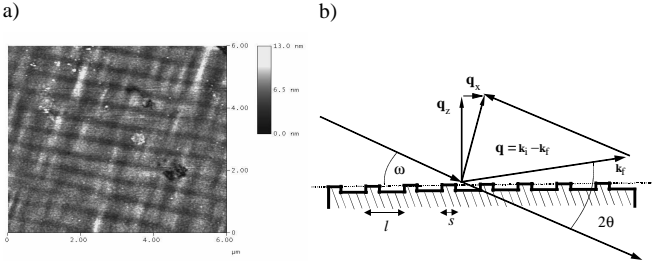 a)
b)
6.00
4.00
2.00
0
0
2.00
4.00
6.00
µm
13.0 nm
6.5 nm
0.0 nm
q_x
q_z
ω
q = k_i − k_f
k_f
2θ
l
s